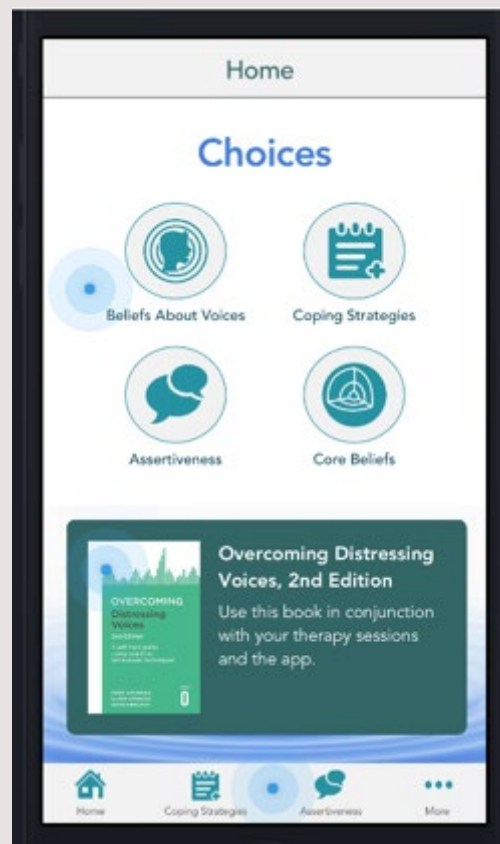 Home
Choices
Beliefs About Voices
Coping Strategies
Assertiveness
Core Beliefs
OVERCOMING
Distressing
Voices
Overcoming Distressing
Voices, 2nd Edition
Use this book in conjunction
with your therapy sessions
and the app.
Home
Coping Strategies
Assertiveness
More